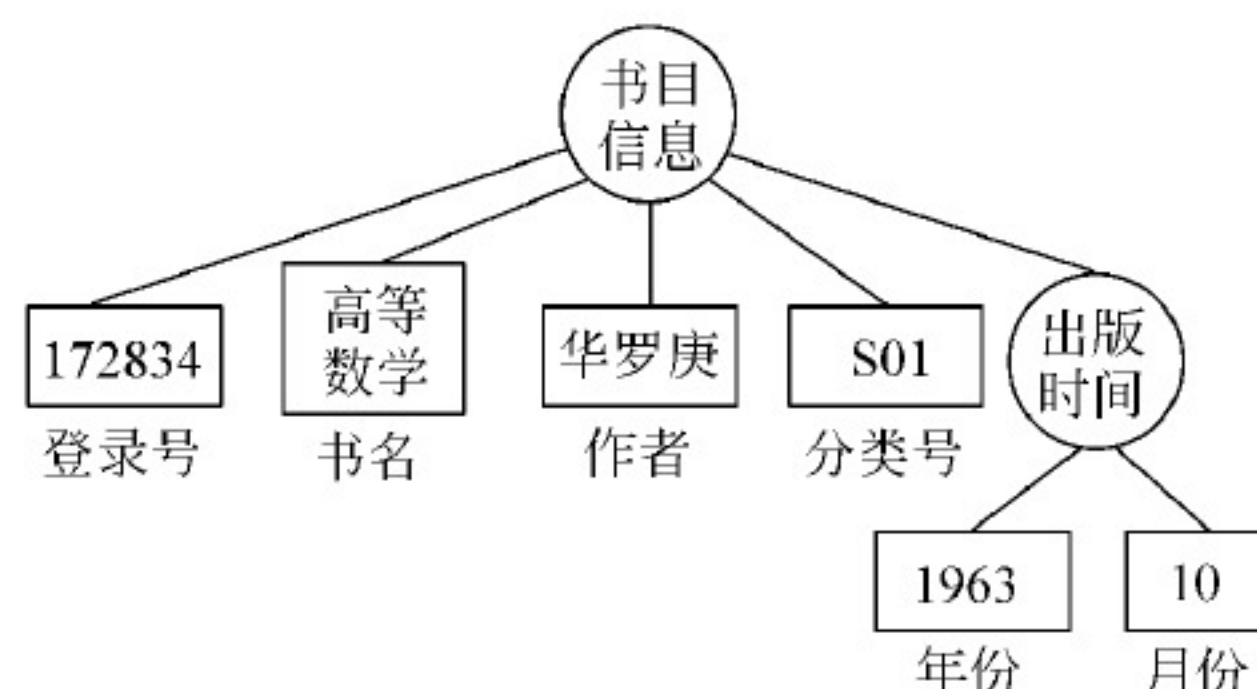 书目
信息
172834
高等
数学
华罗庚
S01
出版
时间
登录号
书名
作者
分类号
1963
10
年份
月份